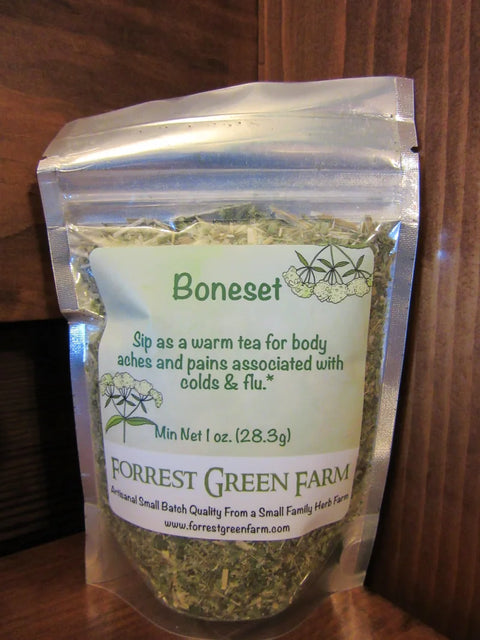 Boneset
Sip as a warm tea for body
aches and pains associated with
colds & flu.*
Min Net 1 oz. (28.3g)
FORREST GREEN FARM
Artisanal Small Batch Quality From a Small Family Herb Farm
www.forrestgreenfarm.com